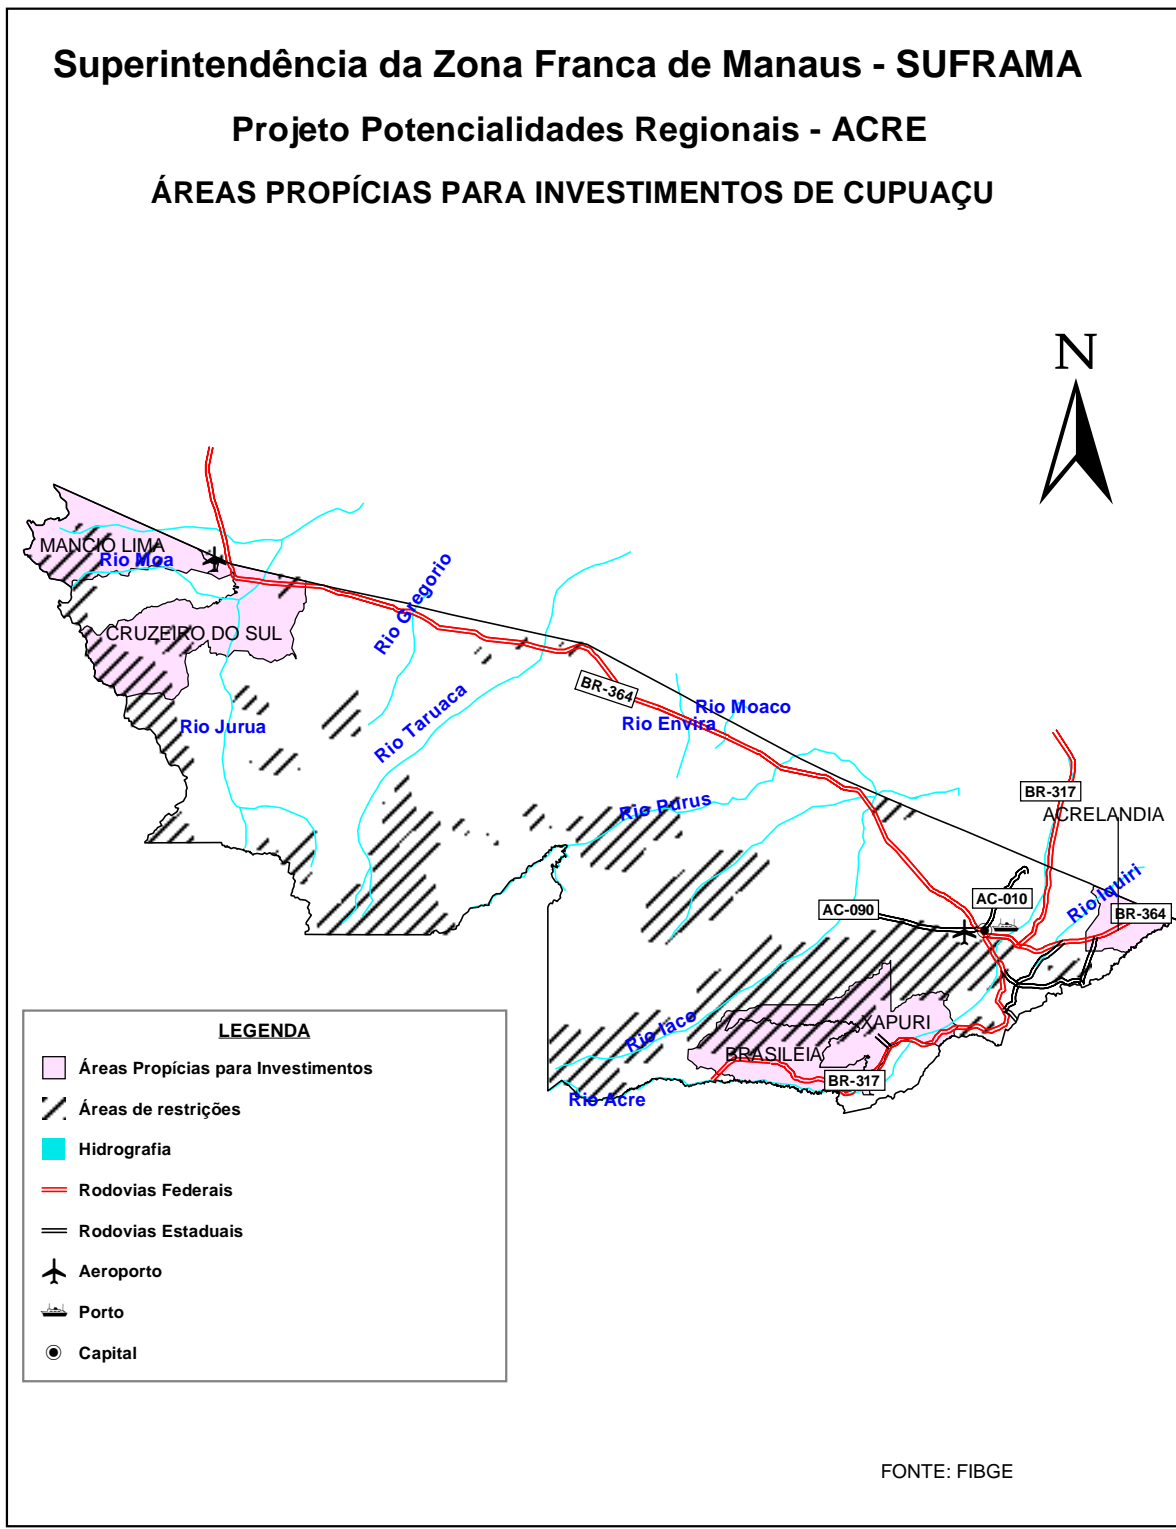 Superintendência da Zona Franca de Manaus - SUFRAMA
Projeto Potencialidades Regionais - ACRE
ÁREAS PROPÍCIAS PARA INVESTIMENTOS DE CUPUAÇU
N
MANCIO LIMA
Rio Moa
CRUZEIRO DO SUL
Rio Gregorio
Rio Jurua
Rio Taruaca
BR-364
Rio Moaco
Rio Envira
Rio Purus
BR-317
ACRELANDIA
Rio Iquiri
AC-010
AC-090
BR-364
Rio Iaco
XAPURI
BRASILEIA
BR-317
Rio Acre
LEGENDA
Áreas Propícias para Investimentos
Áreas de restrições
Hidrografia
Rodovias Federais
Rodovias Estaduais
Aeroporto
Porto
Capital
FONTE: FIBGE